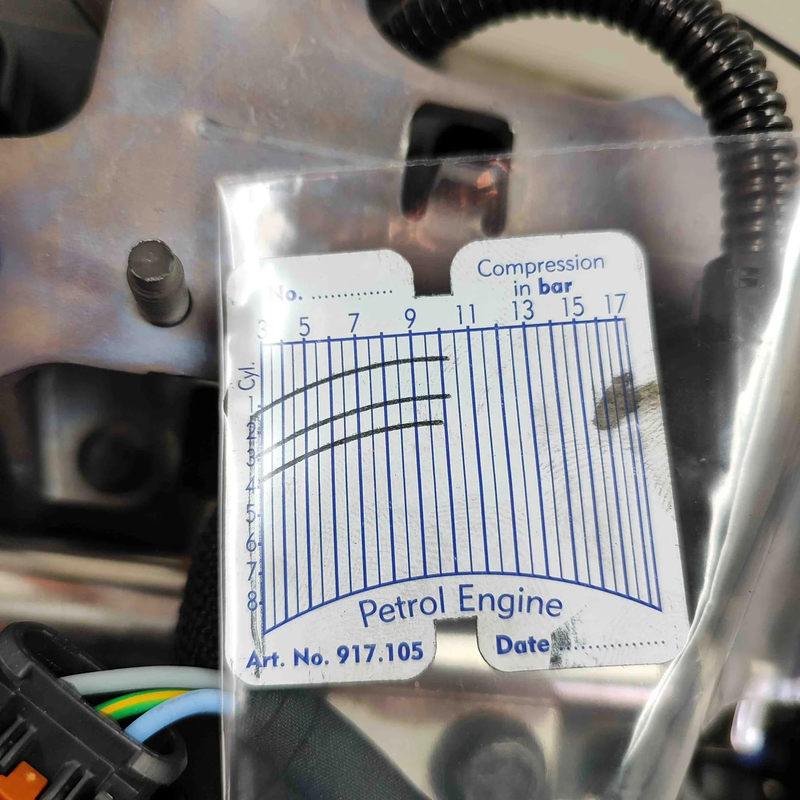 No. ..............
Compression
in bar
3 5 7 9 11 13 15 17
Cyl.
1
2
3
4
5
6
7
8
Petrol Engine
Art. No. 917.105
Date ..................